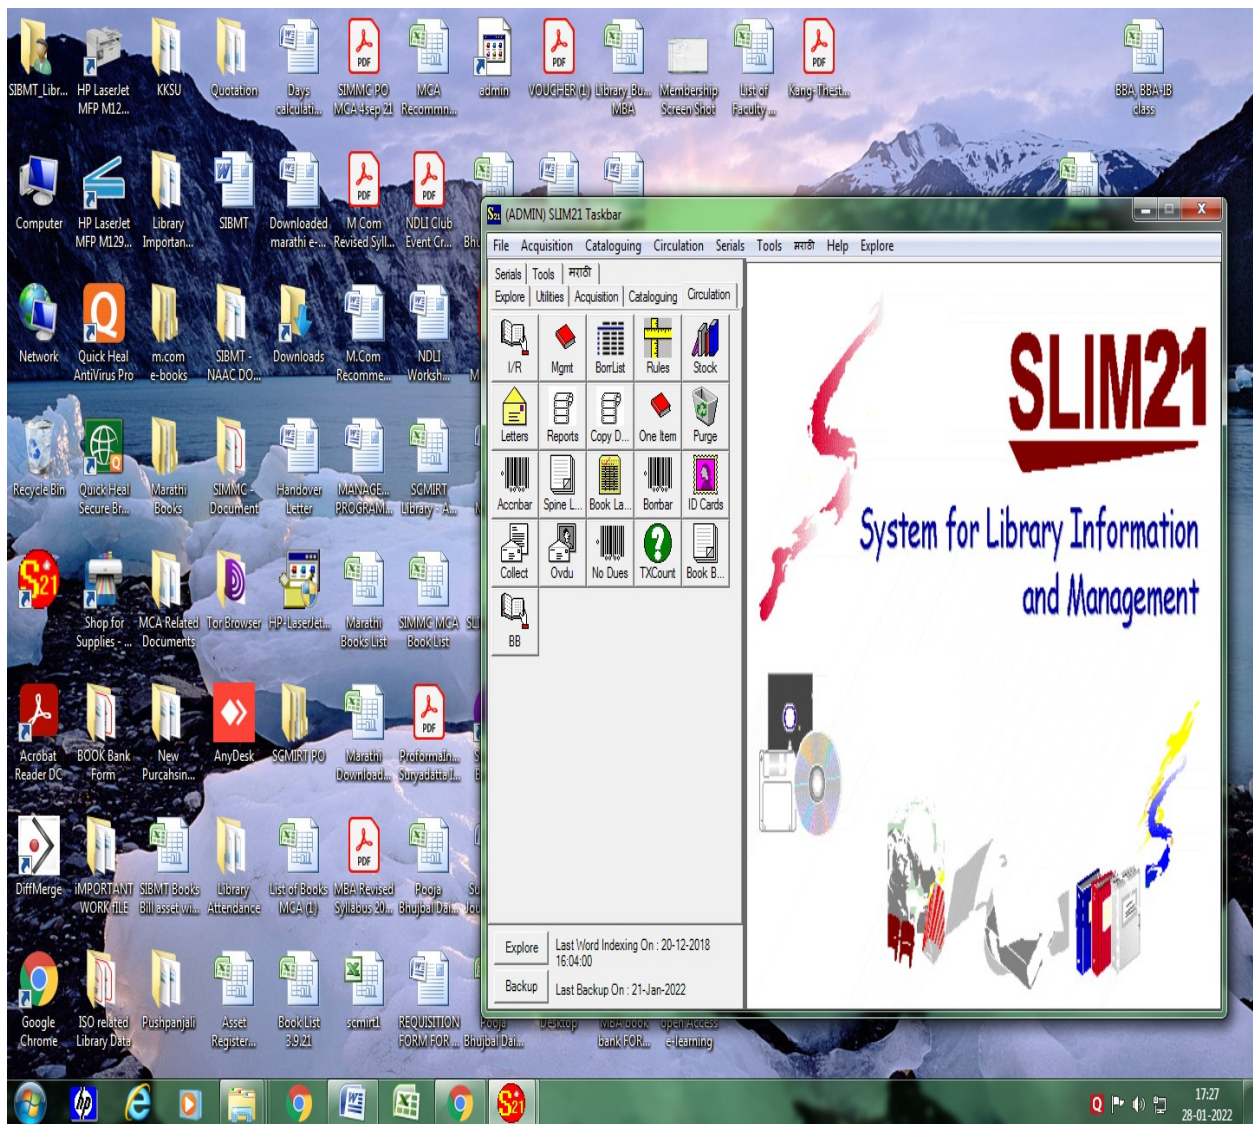 SIBMT_Libr...
HP LaserJet
MFP M12...
KKSU
Quotation
Days
calculati...
SIMMC PO
MCA 4sep 21
MCA
Recommn...
admin
VOUCHER (1)
Library_Bu...
MBA
Membership
Screen Shot
List of
Faculty ...
Kang-Thest...
BBA, BBA-IB
class
Computer
HP LaserJet
MFP M129...
Library
Importan...
SIBMT
Downloaded
marathi e-...
M Com
Revised Syll...
NDLI Club
Event Cr...
Network
Quick Heal
AntiVirus Pro
m.com
e-books
SIBMT -
NAAC DO...
Downloads
M.Com
Recomme...
NDLI
Worksh...
Recycle Bin
Quick Heal
Secure Br...
Marathi
Books
SIMMC -
Document
Handover
Letter
MANAGE...
PROGRAM...
SGMIRT
Library - A...
Shop for
Supplies - ...
MCA Related
Documents
Tor Browser
HP-LaserJet...
Marathi
Books List
SIMMC MCA
Book List
Acrobat
Reader DC
BOOK Bank
Form
New
Purcahsin...
AnyDesk
SGMIRT PO
Marathi
Download...
ProformaIn...
Suryadatta I...
DiffMerge
iMPORTANT
WORK fILE
SIBMT Books
Bill asset wi...
Library
Attendance
List of Books
MCA (1)
MBA Revised
Syllabus 20...
Pooja
Bhujbal Dai...
Google
Chrome
ISO related
Library Data
Pushpanjali
Asset
Register...
Book List
3.9.21
scmirt1
REQUISITION
FORM FOR ...
Pooja
Bhujbal Dai...
Desktop
MBA book
bank FOR...
open Access
e-learning
(ADMIN) SLIM21 Taskbar
File Acquisition Cataloguing Circulation Serials Tools मराठी Help Explore
Serials Tools मराठी
Explore Utilities Acquisition Cataloguing Circulation
I/R Mgmt BorrList Rules Stock
Letters Reports Copy D... One Item Purge
Accnbar Spine L... Book La... Borrbar ID Cards
Collect Ovdu No Dues TXCount Book B...
BB
Explore
Last Word Indexing On : 20-12-2018
16:04:00
Backup
Last Backup On : 21-Jan-2022
SLIM21
System for Library Information
and Management
17:27
28-01-2022